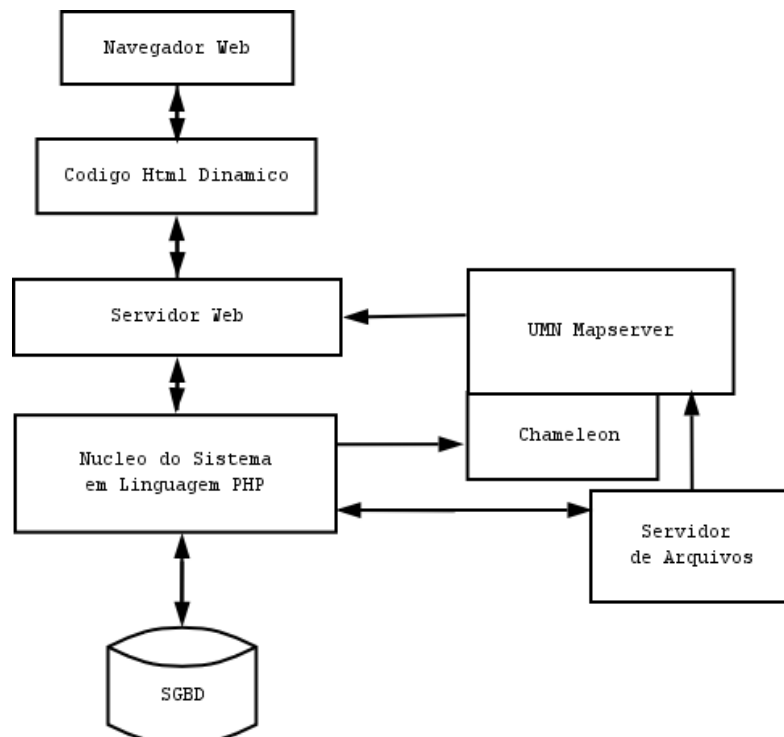 Navegador Web
Codigo Html Dinamico
Servidor Web
UMN Mapserver
Chameleon
Nucleo do Sistema
em Linguagem PHP
Servidor
de Arquivos
SGBD